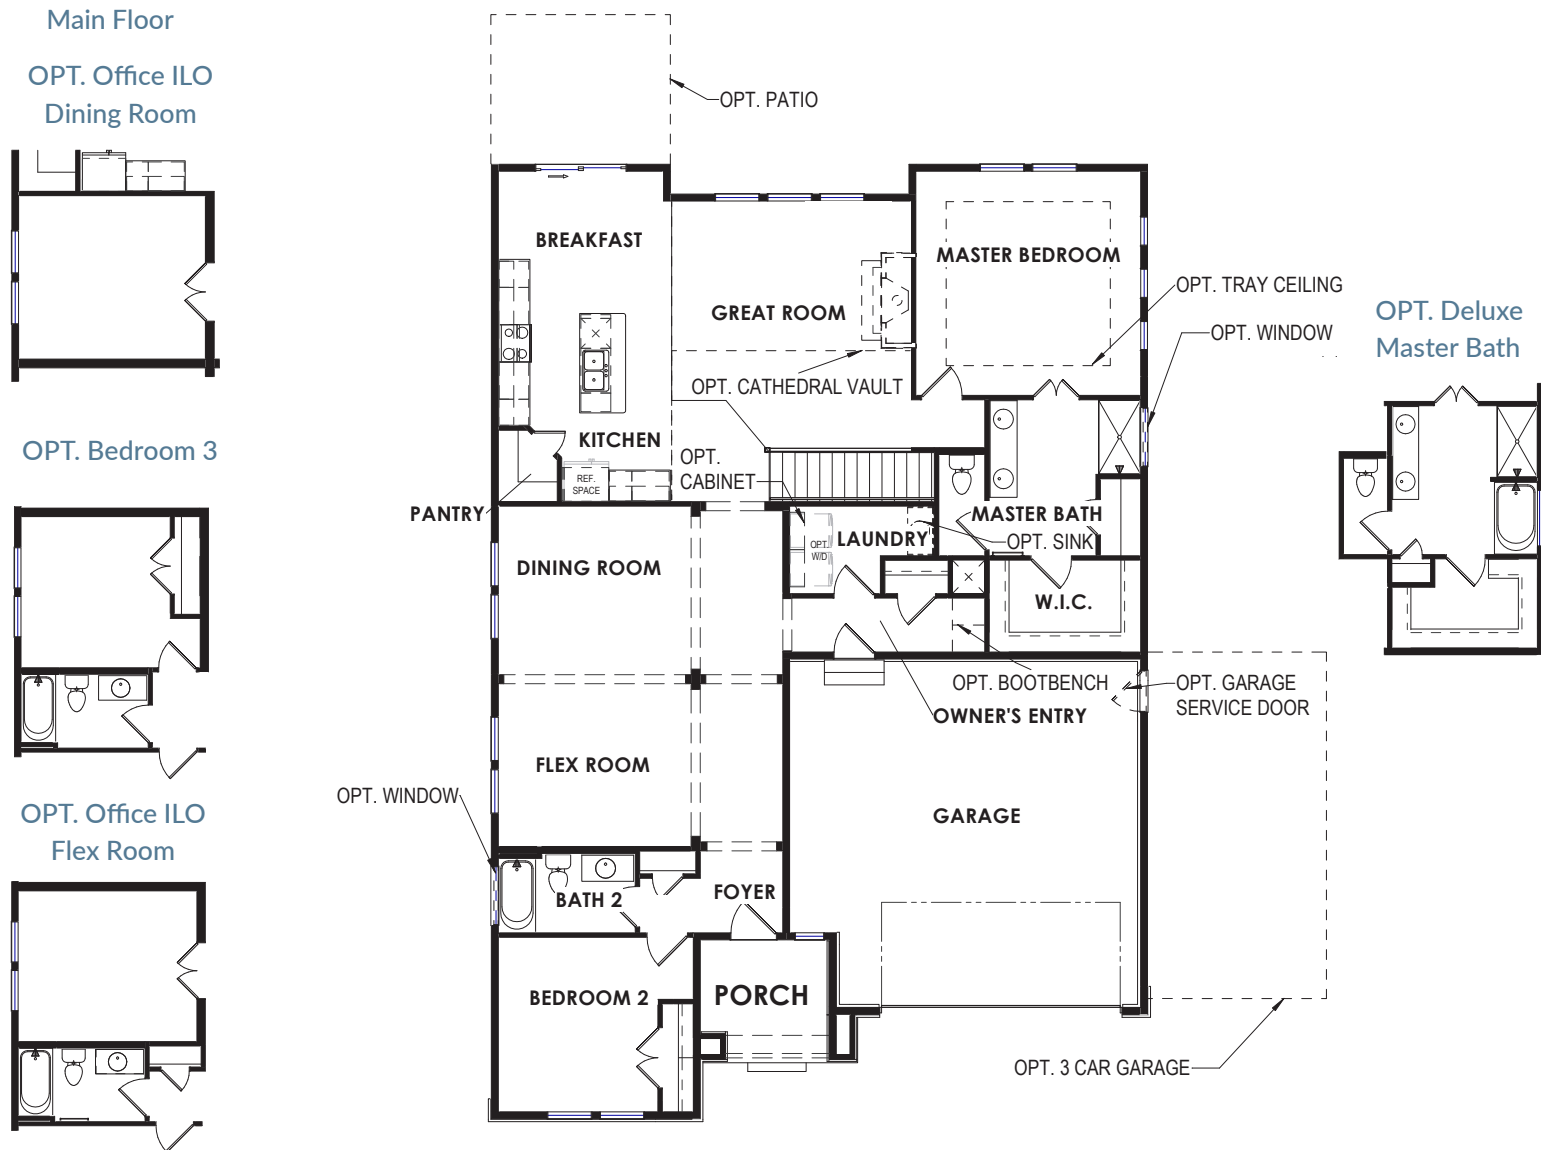 Main Floor
OPT. Office ILO
Dining Room
OPT. Bedroom 3
OPT. Office ILO
Flex Room
OPT. PATIO
BREAKFAST
GREAT ROOM
MASTER BEDROOM
OPT. TRAY CEILING
OPT. WINDOW
OPT. Deluxe
Master Bath
OPT. CATHEDRAL VAULT
KITCHEN
OPT.
CABINET
REF.
SPACE
PANTRY
LAUNDRY
MASTER BATH
OPT. SINK
OPT.
W/D
DINING ROOM
W.I.C.
OPT. BOOTBENCH
OPT. GARAGE
SERVICE DOOR
OWNER'S ENTRY
FLEX ROOM
OPT. WINDOW
GARAGE
BATH 2
FOYER
BEDROOM 2
PORCH
OPT. 3 CAR GARAGE